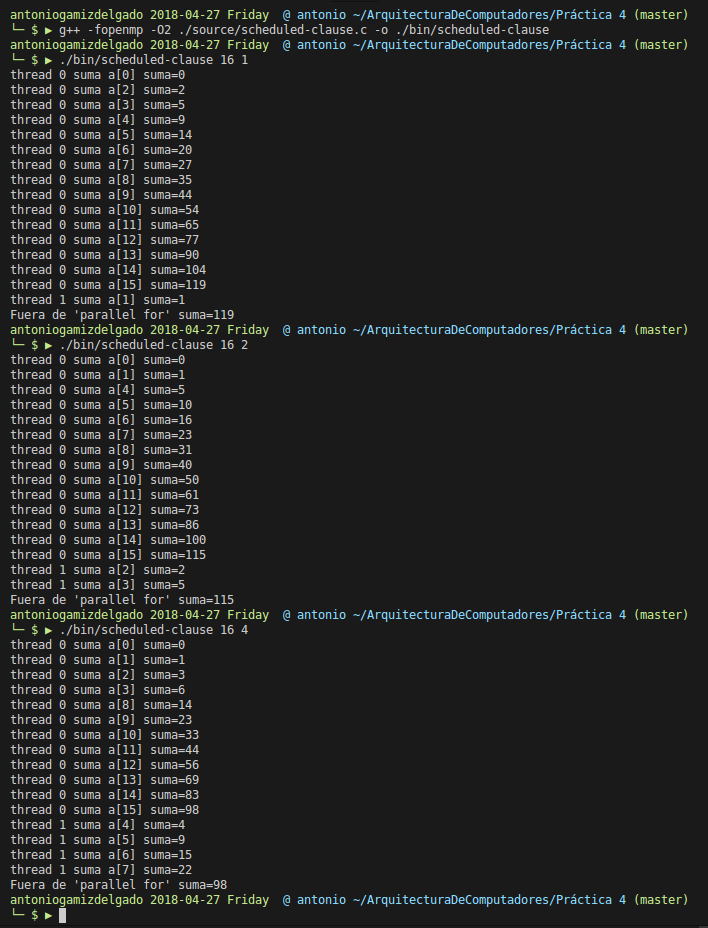 antoniogamizdelgado 2018-04-27 Friday  @ antonio ~/ArquitecturaDeComputadores/Práctica 4 (master)
└─ $ ▶ g++ -fopenmp -O2 ./source/scheduled-clause.c -o ./bin/scheduled-clause
antoniogamizdelgado 2018-04-27 Friday  @ antonio ~/ArquitecturaDeComputadores/Práctica 4 (master)
└─ $ ▶ ./bin/scheduled-clause 16 1
thread 0 suma a[0] suma=0
thread 0 suma a[2] suma=2
thread 0 suma a[3] suma=5
thread 0 suma a[4] suma=9
thread 0 suma a[5] suma=14
thread 0 suma a[6] suma=20
thread 0 suma a[7] suma=27
thread 0 suma a[8] suma=35
thread 0 suma a[9] suma=44
thread 0 suma a[10] suma=54
thread 0 suma a[11] suma=65
thread 0 suma a[12] suma=77
thread 0 suma a[13] suma=90
thread 0 suma a[14] suma=104
thread 0 suma a[15] suma=119
thread 1 suma a[1] suma=1
Fuera de 'parallel for' suma=119
antoniogamizdelgado 2018-04-27 Friday  @ antonio ~/ArquitecturaDeComputadores/Práctica 4 (master)
└─ $ ▶ ./bin/scheduled-clause 16 2
thread 0 suma a[0] suma=0
thread 0 suma a[1] suma=1
thread 0 suma a[4] suma=5
thread 0 suma a[5] suma=10
thread 0 suma a[6] suma=16
thread 0 suma a[7] suma=23
thread 0 suma a[8] suma=31
thread 0 suma a[9] suma=40
thread 0 suma a[10] suma=50
thread 0 suma a[11] suma=61
thread 0 suma a[12] suma=73
thread 0 suma a[13] suma=86
thread 0 suma a[14] suma=100
thread 0 suma a[15] suma=115
thread 1 suma a[2] suma=2
thread 1 suma a[3] suma=5
Fuera de 'parallel for' suma=115
antoniogamizdelgado 2018-04-27 Friday  @ antonio ~/ArquitecturaDeComputadores/Práctica 4 (master)
└─ $ ▶ ./bin/scheduled-clause 16 4
thread 0 suma a[0] suma=0
thread 0 suma a[1] suma=1
thread 0 suma a[2] suma=3
thread 0 suma a[3] suma=6
thread 0 suma a[8] suma=14
thread 0 suma a[9] suma=23
thread 0 suma a[10] suma=33
thread 0 suma a[11] suma=44
thread 0 suma a[12] suma=56
thread 0 suma a[13] suma=69
thread 0 suma a[14] suma=83
thread 0 suma a[15] suma=98
thread 1 suma a[4] suma=4
thread 1 suma a[5] suma=9
thread 1 suma a[6] suma=15
thread 1 suma a[7] suma=22
Fuera de 'parallel for' suma=98
antoniogamizdelgado 2018-04-27 Friday  @ antonio ~/ArquitecturaDeComputadores/Práctica 4 (master)
└─ $ ▶